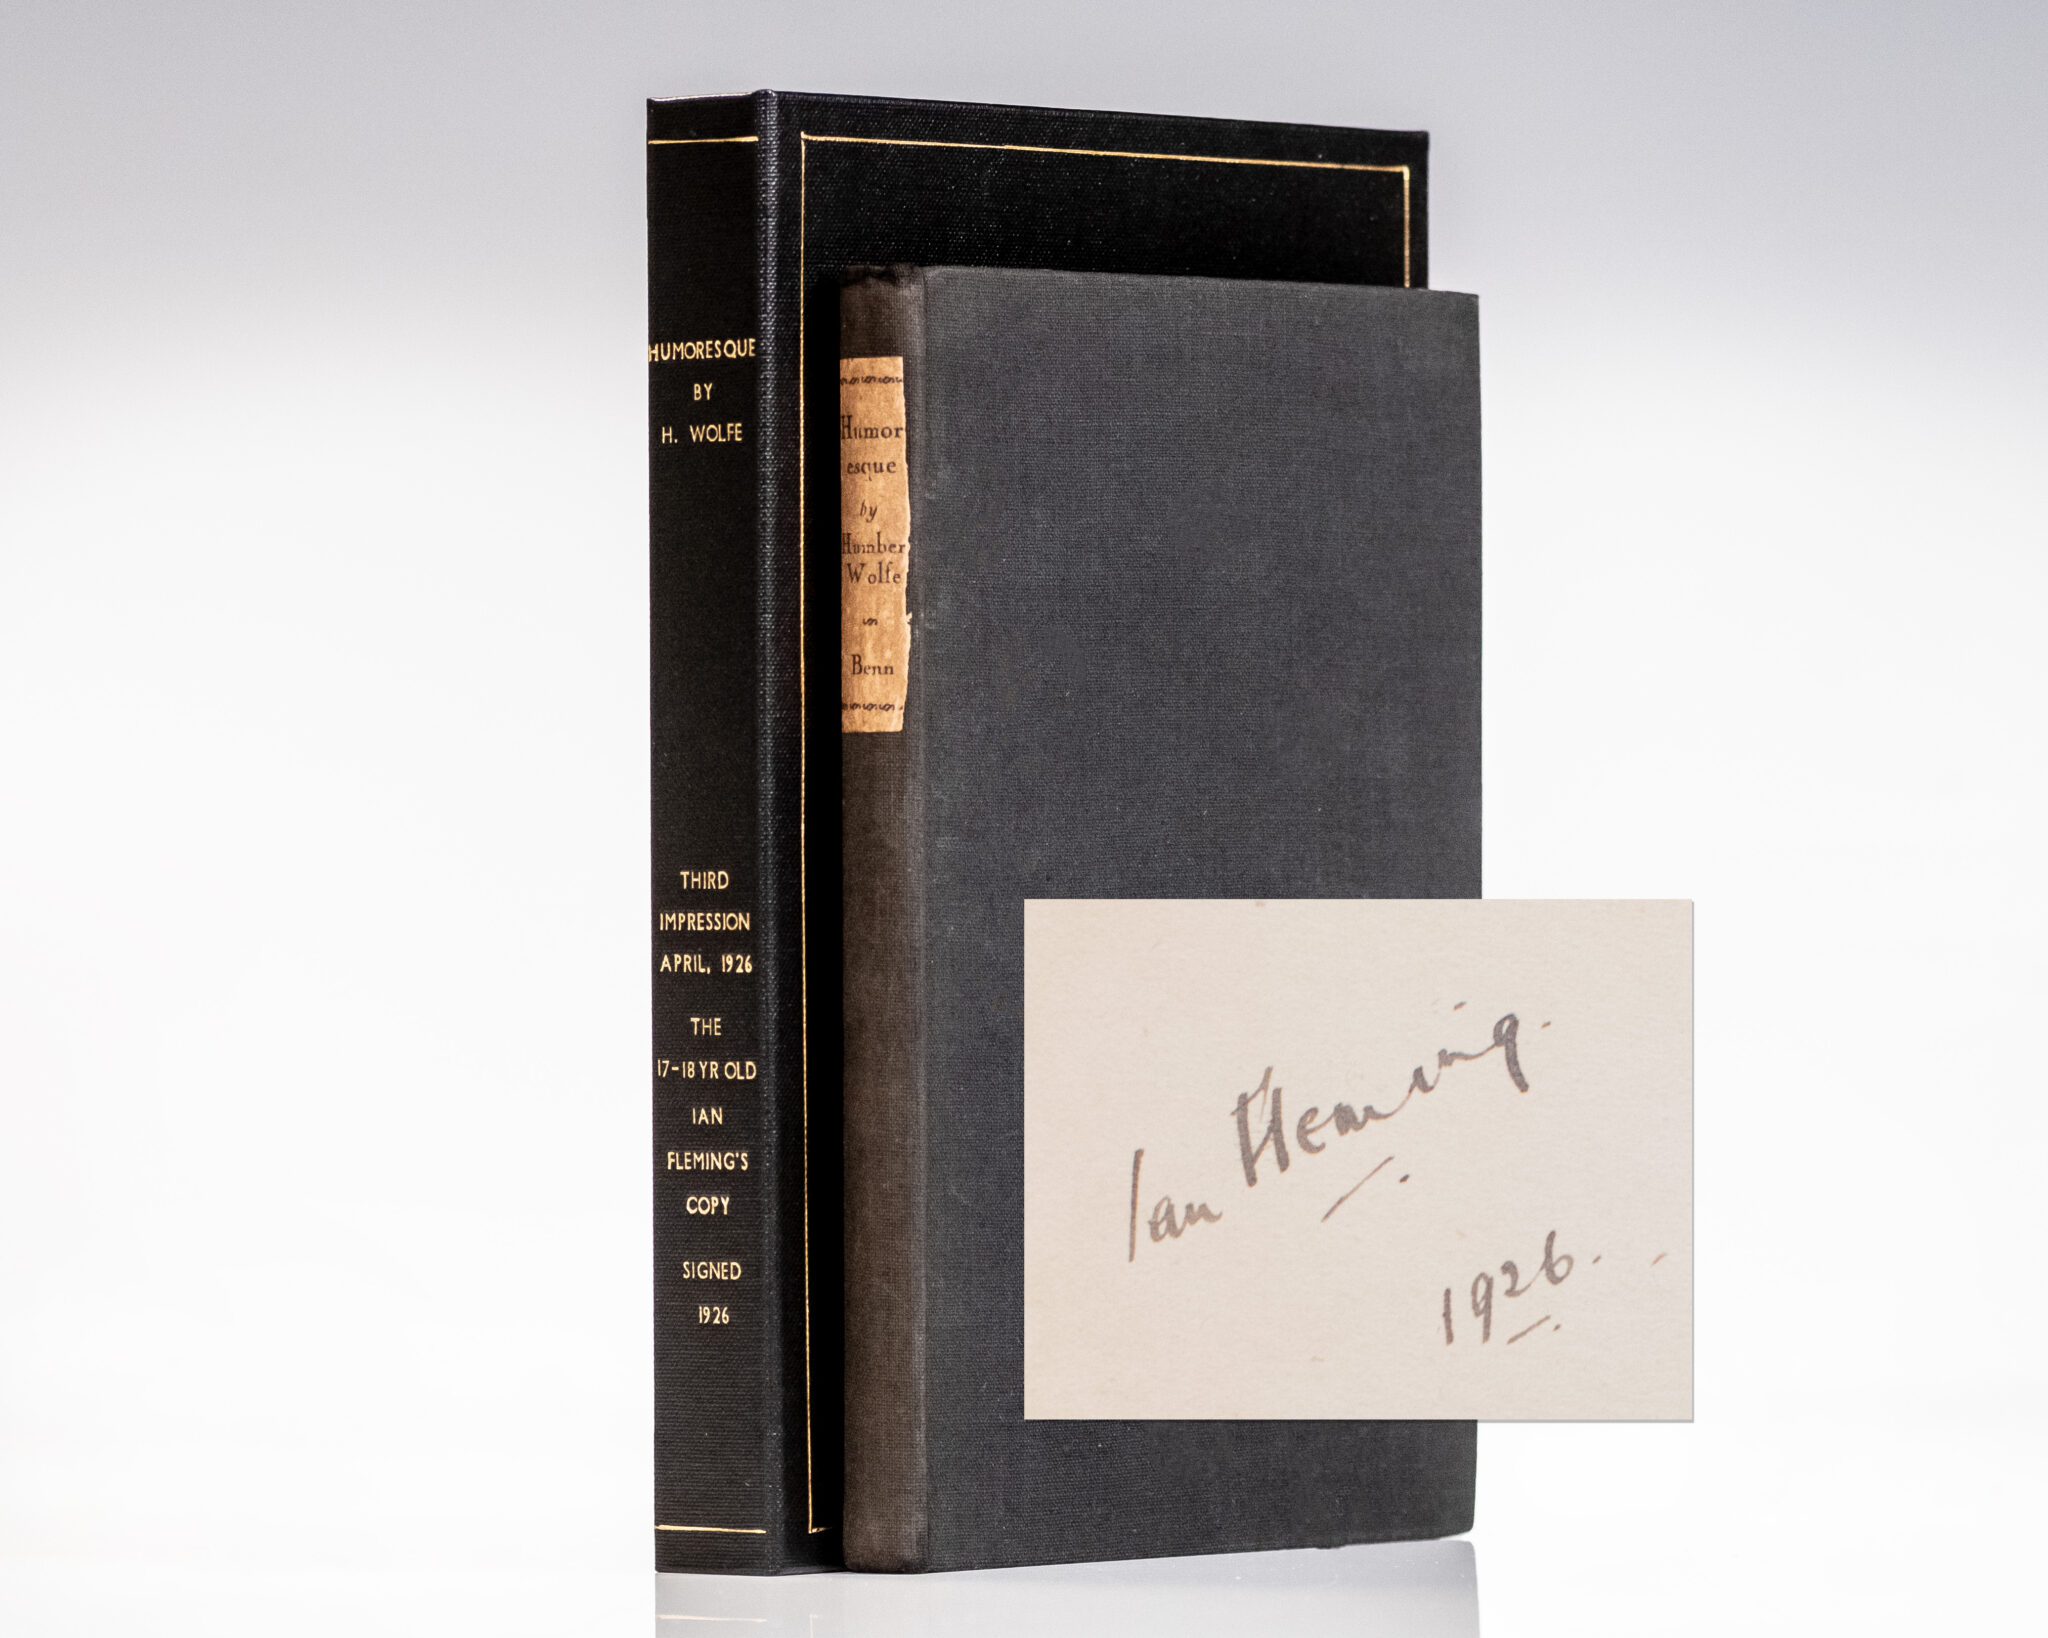 HUMORESQUE
BY
H. WOLFE
THIRD
IMPRESSION
APRIL, 1926
THE
17-18 YR OLD
IAN
FLEMING'S
COPY
SIGNED
1926
Humor
esque
by
Humber
Wolfe
Benn
Ian Fleming.
1926.